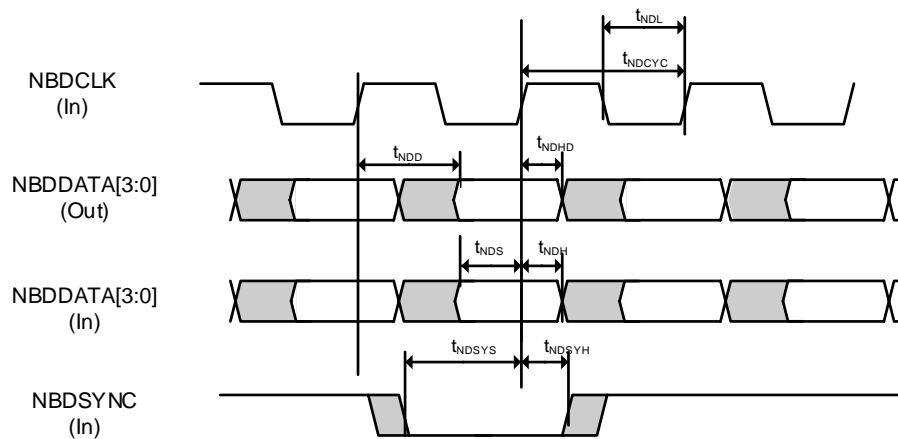 tNDL
tNDCYC
NBDCLK
(In)
tNDD
tNDHD
NBDDATA[3:0]
(Out)
tNDS
tNDH
NBDDATA[3:0]
(In)
tNDSYS
tNDSYH
NBDSYNC
(In)